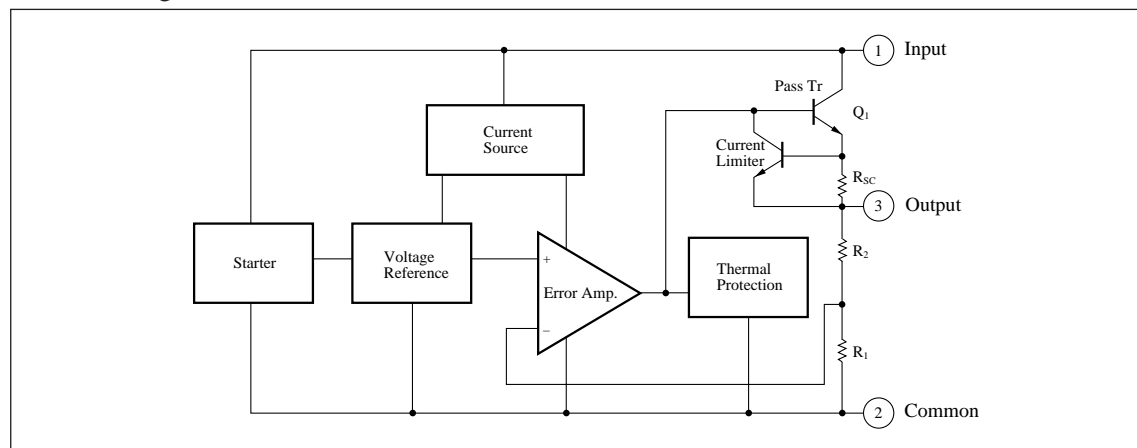 1 Input
Pass Tr
Q1
Current
Source
Current
Limiter
RSC
3 Output
Starter
Voltage
Reference
+
Error Amp.
−
Thermal
Protection
R2
R1
2 Common